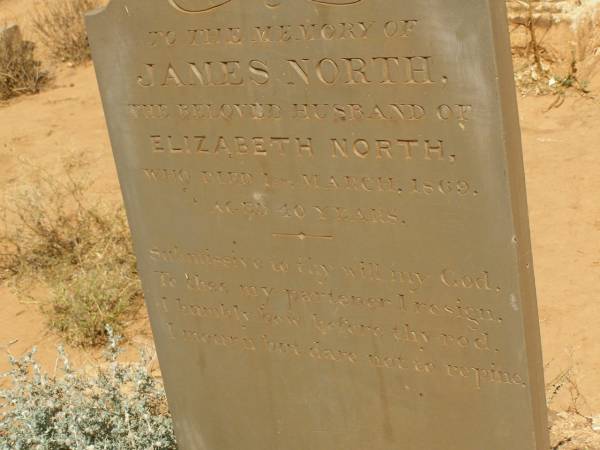 TO THE MEMORY OF
JAMES NORTH,
THE BELOVED HUSBAND OF
ELIZABETH NORTH,
WHO DIED MARCH, 1869.
AGED 40 YEARS.
Submissive to thy will my God,
To thee my partener I resign,
I humbly bow before thy rod,
I mourn but dare not to repine.